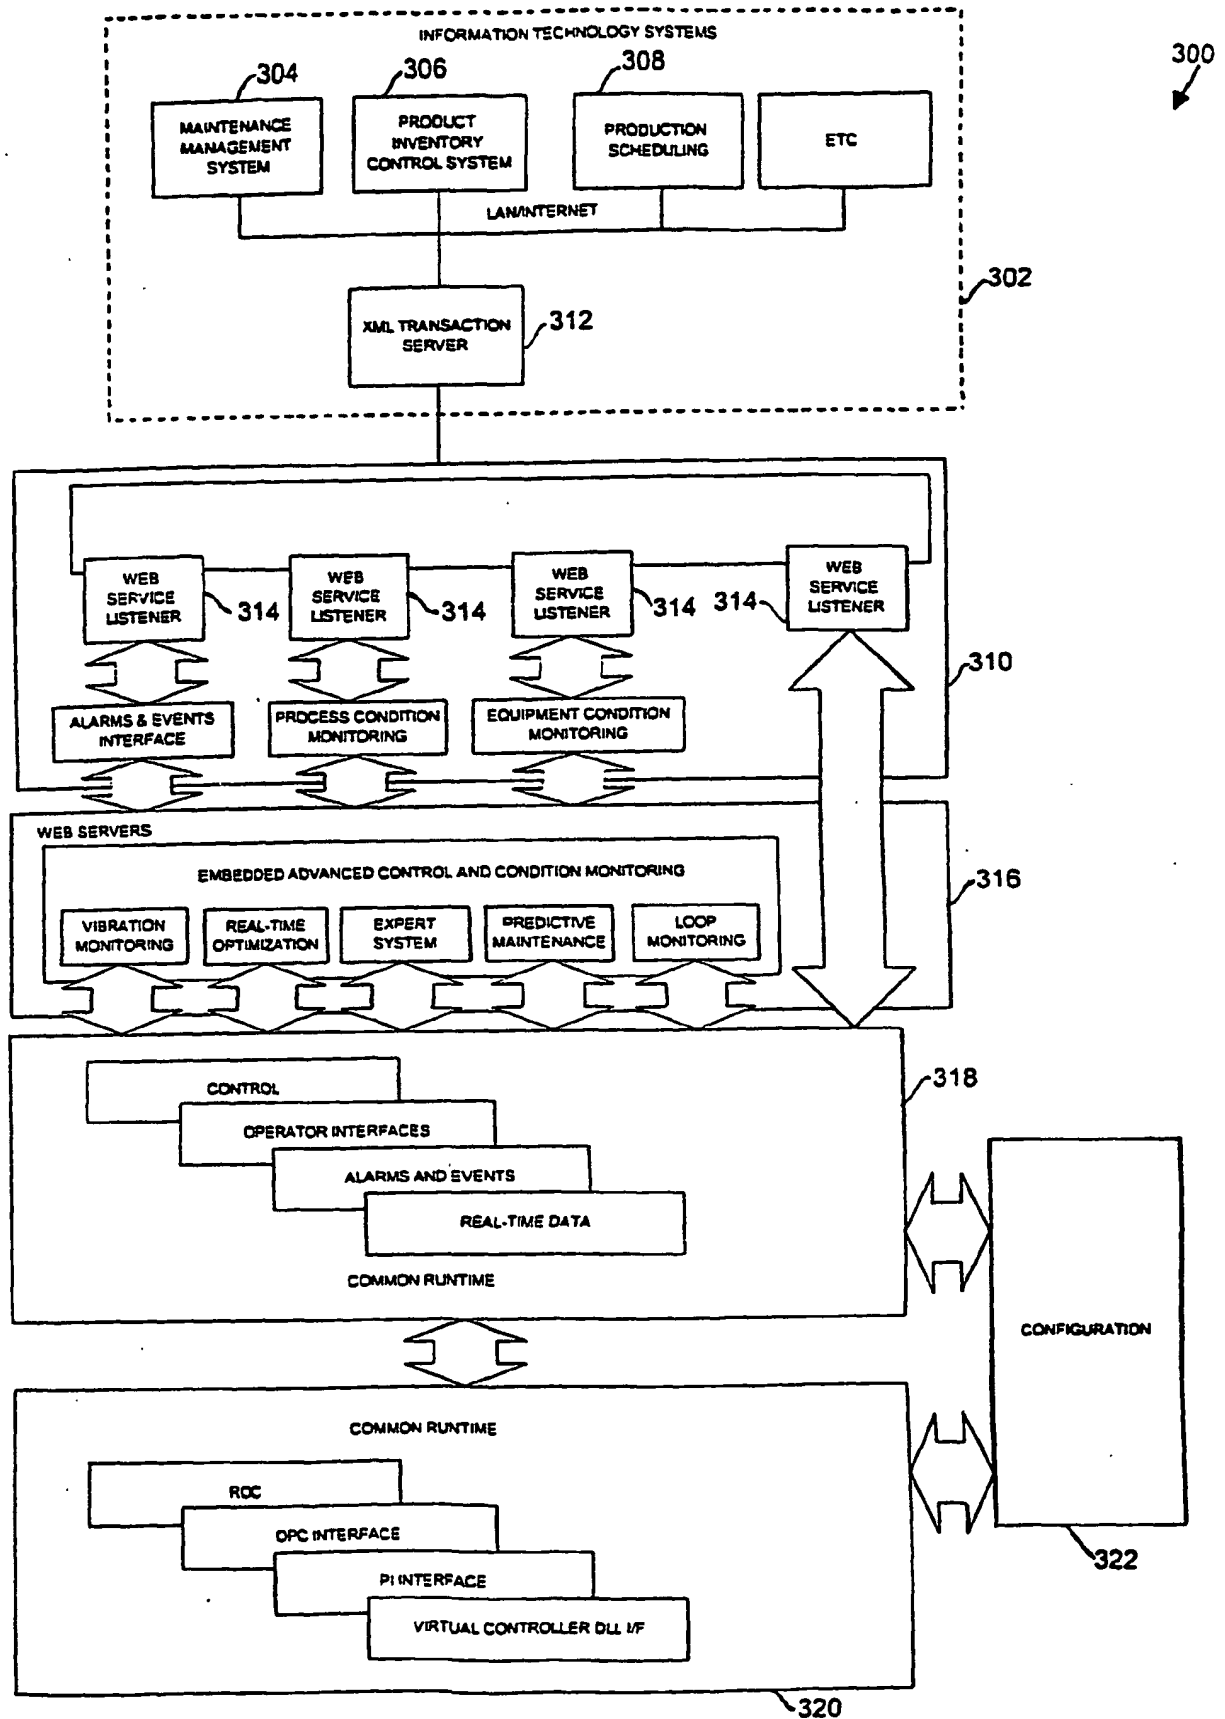 INFORMATION TECHNOLOGY SYSTEMS
300
304
306
308
MAINTENANCE
MANAGEMENT
SYSTEM
PRODUCT
INVENTORY
CONTROL SYSTEM
PRODUCTION
SCHEDULING
ETC
LAN/INTERNET
302
XML TRANSACTION
SERVER
312
WEB
SERVICE
LISTENER
314
WEB
SERVICE
LISTENER
314
WEB
SERVICE
LISTENER
314
314
WEB
SERVICE
LISTENER
310
ALARMS & EVENTS
INTERFACE
PROCESS CONDITION
MONITORING
EQUIPMENT CONDITION
MONITORING
WEB SERVERS
EMBEDDED ADVANCED CONTROL AND CONDITION MONITORING
316
VIBRATION
MONITORING
REAL-TIME
OPTIMIZATION
EXPERT
SYSTEM
PREDICTIVE
MAINTENANCE
LOOP
MONITORING
318
CONTROL
OPERATOR INTERFACES
ALARMS AND EVENTS
REAL-TIME DATA
COMMON RUNTIME
CONFIGURATION
322
COMMON RUNTIME
ROC
OPC INTERFACE
PI INTERFACE
VIRTUAL CONTROLLER DLL I/F
320